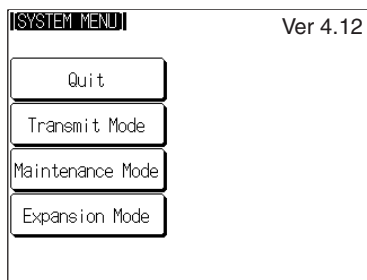 [SYSTEM MENU]
Ver 4.12
Quit
Transmit Mode
Maintenance Mode
Expansion Mode